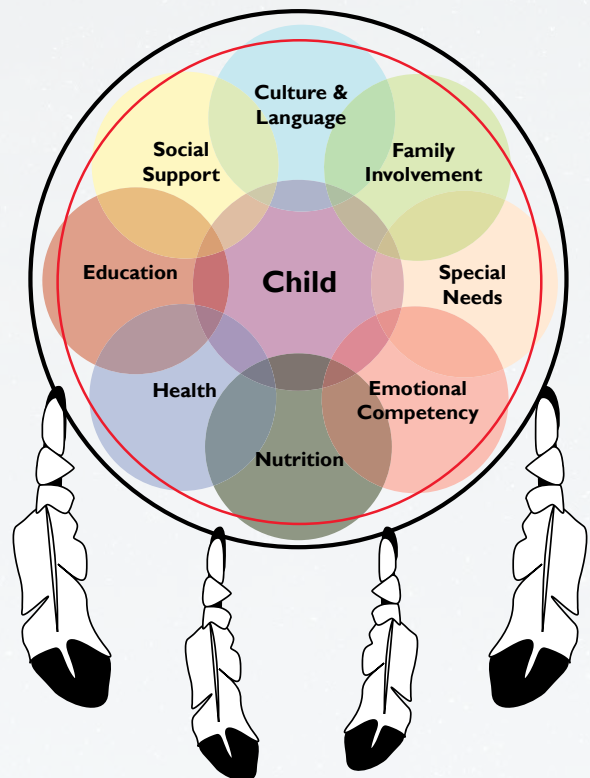 Culture &
Language
Social
Support
Family
Involvement
Education
Child
Special
Needs
Health
Emotional
Competency
Nutrition